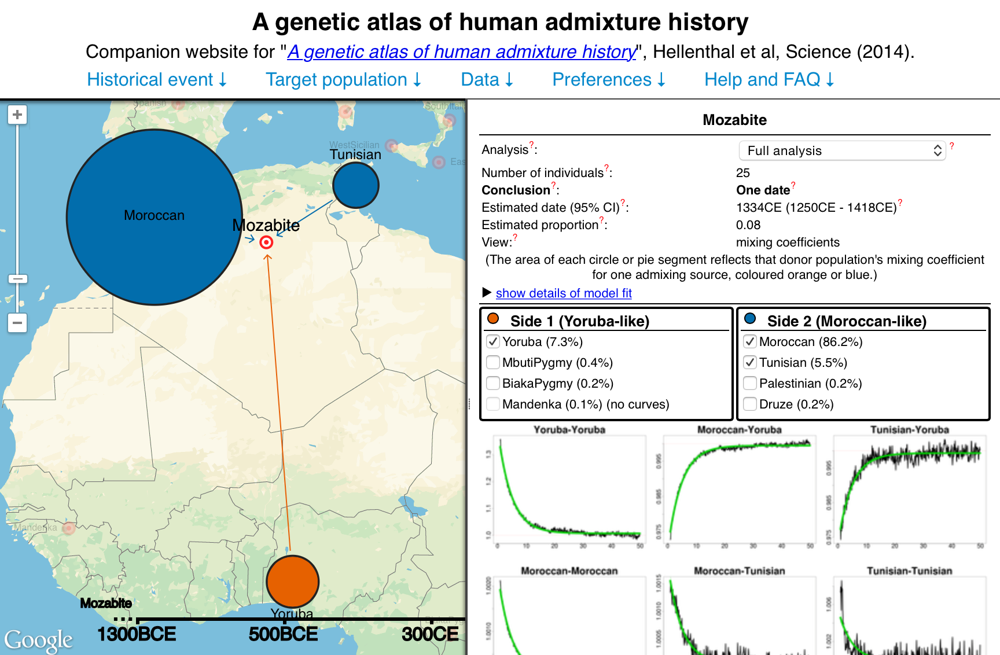 A genetic atlas of human admixture history
Companion website for "A genetic atlas of human admixture history", Hellenthal et al, Science (2014).
Historical event ↓ Target population ↓ Data ↓ Preferences ↓ Help and FAQ ↓
+
Spanish
WestSicilian
Tunisian
Moroccan
Mozabite
−
Mandenka
Mozabite
Yoruba
1300BCE 500BCE 300CE
Google
Mozabite
Analysis?: Full analysis ?
Number of individuals?: 25
Conclusion?: One date?
Estimated date (95% CI)?: 1334CE (1250CE - 1418CE)?
Estimated proportion?: 0.08
View:? mixing coefficients
(The area of each circle or pie segment reflects that donor population's mixing coefficient
for one admixing source, coloured orange or blue.)
▶ show details of model fit
Side 1 (Yoruba-like)
Yoruba (7.3%)
MbutiPygmy (0.4%)
BiakaPygmy (0.2%)
Mandenka (0.1%) (no curves)
Side 2 (Moroccan-like)
Moroccan (86.2%)
Tunisian (5.5%)
Palestinian (0.2%)
Druze (0.2%)
Yoruba-Yoruba
1.3
1.2
1.1
1.0
0 10 20 30 40 50
Moroccan-Yoruba
0.995
0.985
0.975
0 10 20 30 40 50
Tunisian-Yoruba
0.995
0.985
0.975
0 10 20 30 40 50
Moroccan-Moroccan
1.0020
1.0010
Moroccan-Tunisian
1.0015
1.0010
1.0005
Tunisian-Tunisian
1.006
1.002